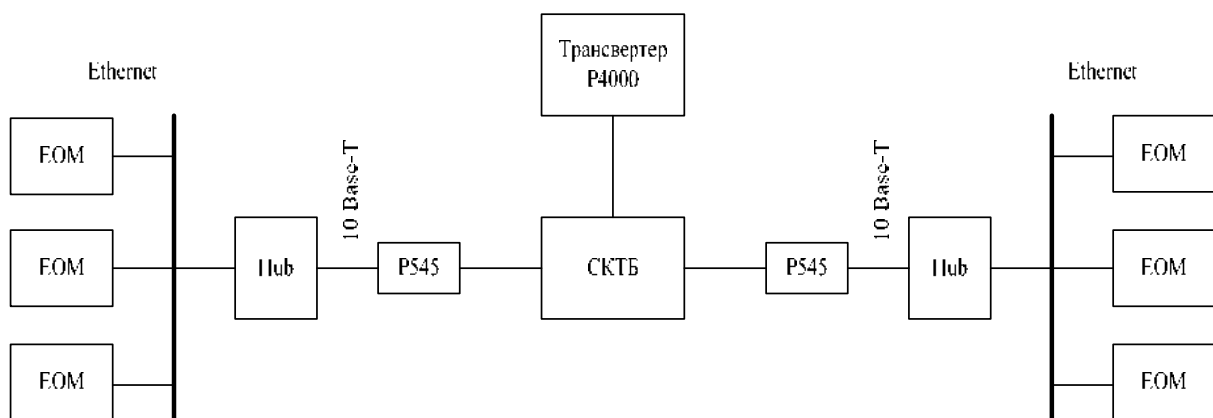 Трансвертер
P4000
Ethernet
Ethernet
ЕОМ
ЕОМ
10 Base-T
10 Base-T
ЕОМ
Hub
P545
СКТБ
P545
Hub
ЕОМ
ЕОМ
ЕОМ